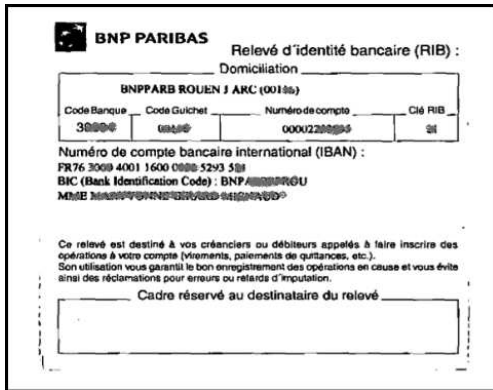 BNP PARIBAS
Relevé d'identité bancaire (RIB) :
Domiciliation
BNPPARB ROUEN J ARC
Code Banque Code Guichet Numéro de compte Clé RIB
Numéro de compte bancaire international (IBAN) :
FR76 4001 1600 5293
BIC (Bank Identification Code) :
MME
Ce relevé est destiné à vos créanciers ou débiteurs appelés à faire inscrire des
opérations à votre compte (virements, paiements de quittances, etc.).
Son utilisation vous garantit le bon enregistrement des opérations en cause et vous évite
ainsi des réclamations pour erreurs ou retards d'imputation.
Cadre réservé au destinataire du relevé